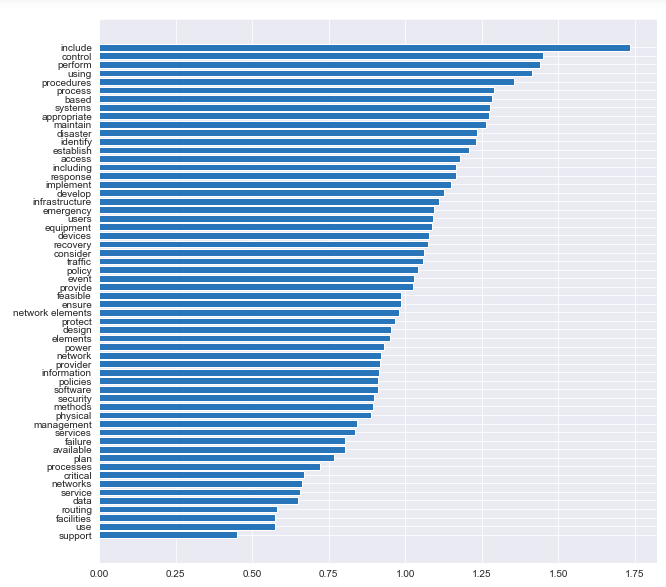 include
control
perform
using
procedures
process
based
systems
appropriate
maintain
disaster
identify
establish
access
including
response
implement
develop
infrastructure
emergency
users
equipment
devices
recovery
consider
traffic
policy
event
provide
feasible
ensure
network elements
protect
design
elements
power
network
provider
information
policies
software
security
methods
physical
management
services
failure
available
plan
processes
critical
networks
service
data
routing
facilities
use
support
0.00 0.25 0.50 0.75 1.00 1.25 1.50 1.75